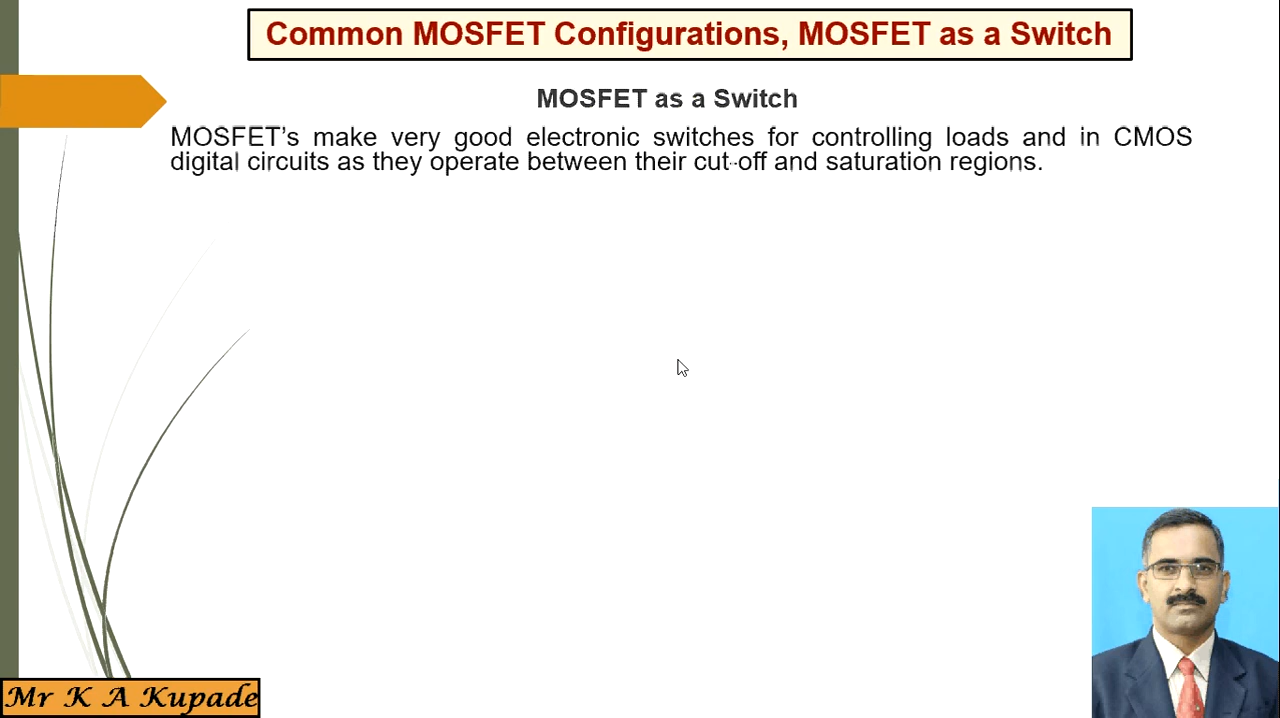 Common MOSFET Configurations, MOSFET as a Switch
MOSFET as a Switch
MOSFET’s make very good electronic switches for controlling loads and in CMOS
digital circuits as they operate between their cut-off and saturation regions.
Mr K A Kupade